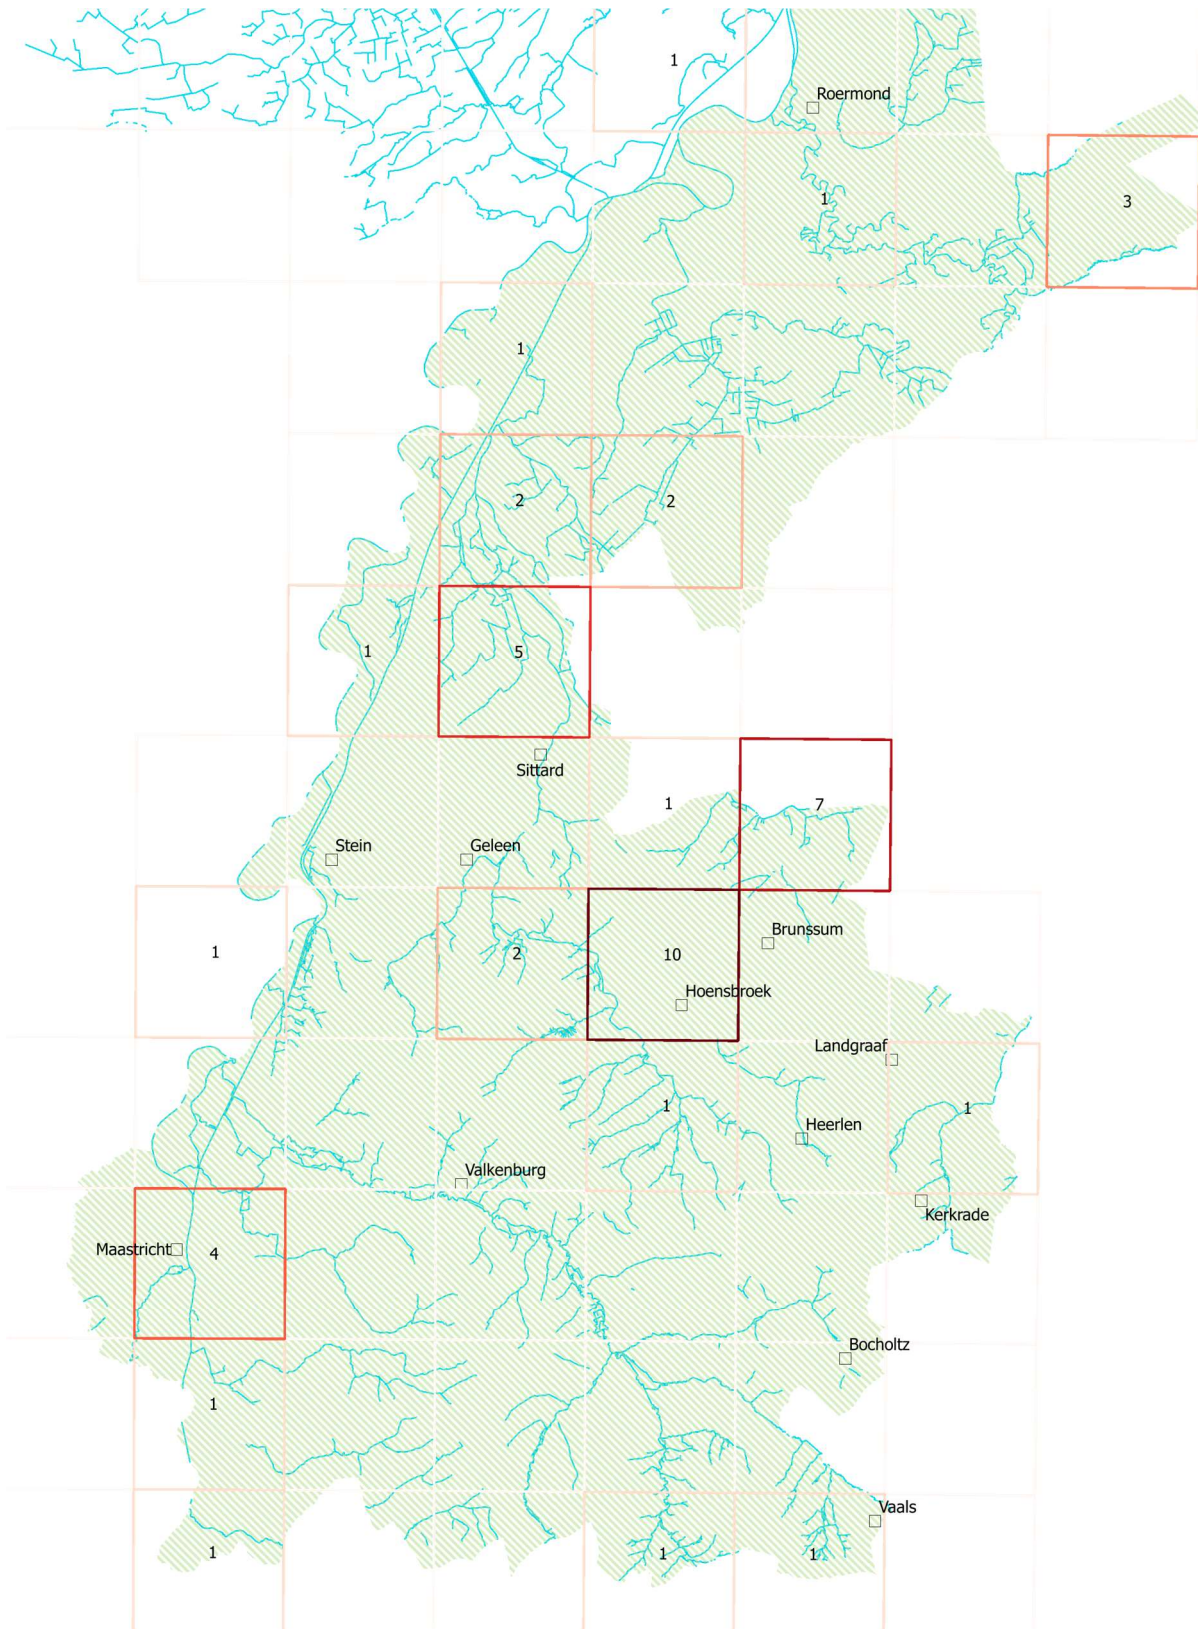 1
Roermond
1
3
1
2
2
1
5
Sittard
1
7
Stein
Geleen
1
2
10
Brunssum
Hoensbroek
Landgraaf
1
1
Heerlen
Valkenburg
Kerkrade
Maastricht
4
Bocholtz
1
Vaals
1
1
1